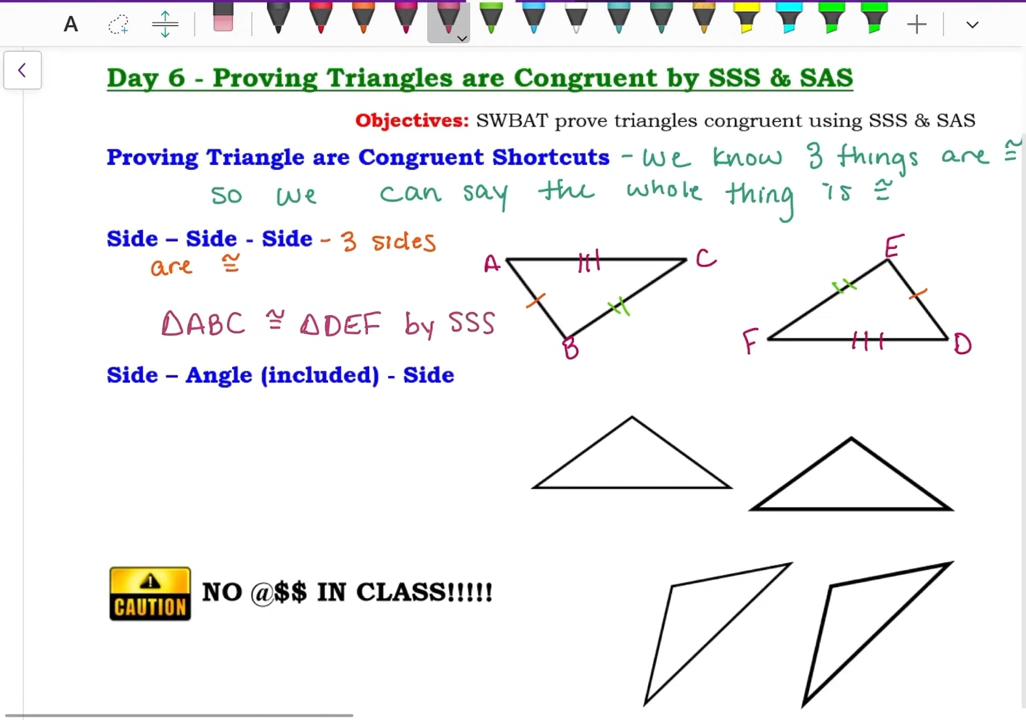 A
Day 6 - Proving Triangles are Congruent by SSS & SAS
Objectives: SWBAT prove triangles congruent using SSS & SAS
Proving Triangle are Congruent Shortcuts - we know 3 things are ≅
so we can say the whole thing is ≅
Side – Side - Side - 3 sides
are ≅
A C E
B F D
△ABC ≅ △DEF by SSS
Side – Angle (included) - Side
CAUTION NO @$$ IN CLASS!!!!!